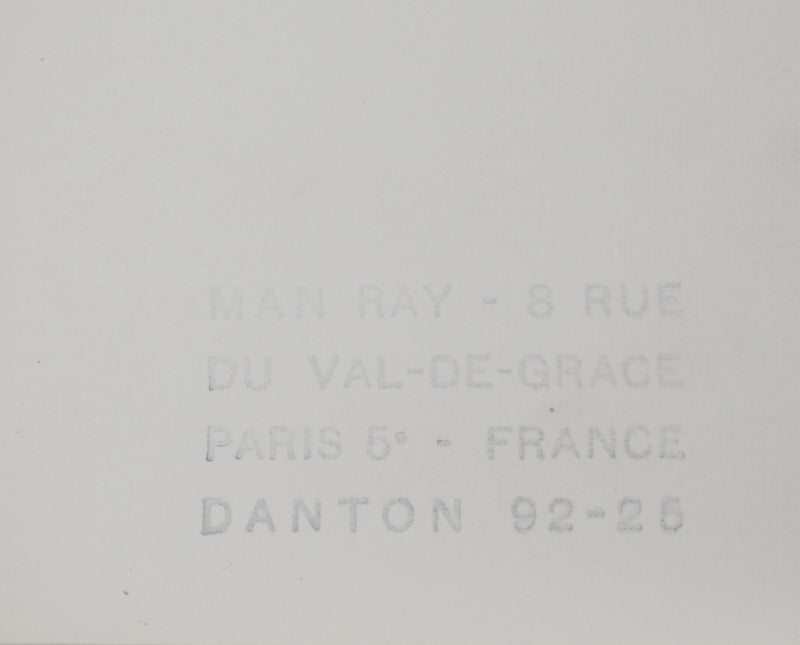 MAN RAY - 8 RUE
DU VAL-DE-GRACE
PARIS 5e - FRANCE
DANTON 92-25